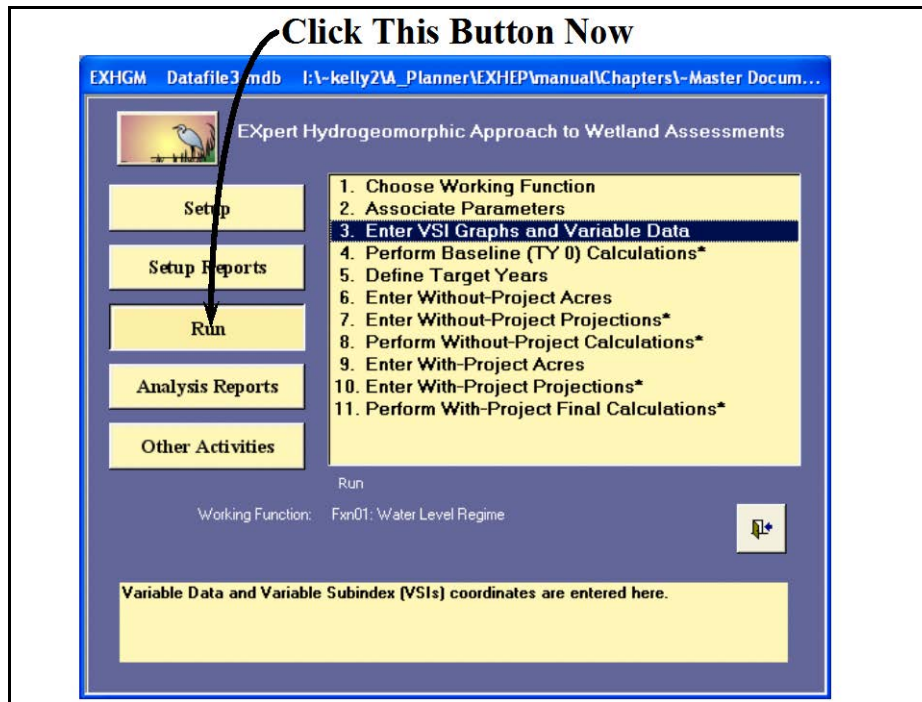 Click This Button Now
EXHGM Datafile3.mdb I:\~kelly2\A_Planner\EXHEP\manual\Chapters\~Master Docum...
EXpert Hydrogeomorphic Approach to Wetland Assessments
Setup
Setup Reports
Run
Analysis Reports
Other Activities
1. Choose Working Function
2. Associate Parameters
3. Enter VSI Graphs and Variable Data
4. Perform Baseline (TY 0) Calculations*
5. Define Target Years
6. Enter Without-Project Acres
7. Enter Without-Project Projections*
8. Perform Without-Project Calculations*
9. Enter With-Project Acres
10. Enter With-Project Projections*
11. Perform With-Project Final Calculations*
Run
Working Function: Fxn01: Water Level Regime
Variable Data and Variable Subindex (VSIs) coordinates are entered here.